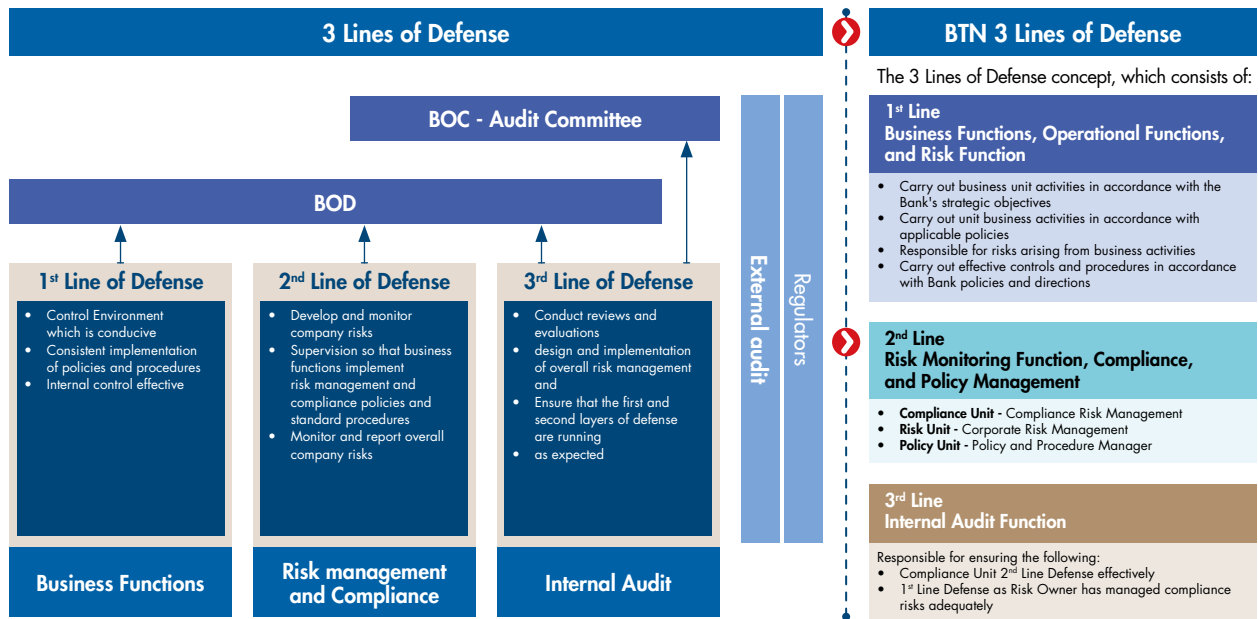 3 Lines of Defense
BOC - Audit Committee
BOD
1st Line of Defense
• Control Environment
which is conducive
• Consistent implementation
of policies and procedures
• Internal control effective
Business Functions
2nd Line of Defense
• Develop and monitor
company risks
• Supervision so that business
functions implement
risk management and
compliance policies and
standard procedures
• Monitor and report overall
company risks
Risk management
and Compliance
3rd Line of Defense
• Conduct reviews and
evaluations
• design and implementation
of overall risk management
and
• Ensure that the first and
second layers of defense
are running
• as expected
Internal Audit
External audit
Regulators
BTN 3 Lines of Defense
The 3 Lines of Defense concept, which consists of:
1st Line
Business Functions, Operational Functions,
and Risk Function
• Carry out business unit activities in accordance with the
Bank's strategic objectives
• Carry out unit business activities in accordance with
applicable policies
• Responsible for risks arising from business activities
• Carry out effective controls and procedures in accordance
with Bank policies and directions
2nd Line
Risk Monitoring Function, Compliance,
and Policy Management
• Compliance Unit - Compliance Risk Management
• Risk Unit - Corporate Risk Management
• Policy Unit - Policy and Procedure Manager
3rd Line
Internal Audit Function
Responsible for ensuring the following:
• Compliance Unit 2nd Line Defense effectively
• 1st Line Defense as Risk Owner has managed compliance
risks adequately